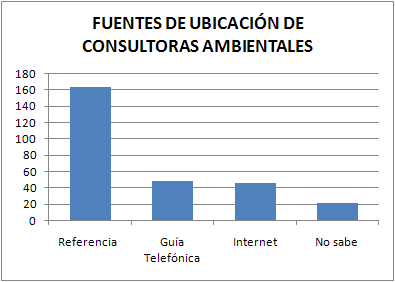 FUENTES DE UBICACIÓN DE
CONSULTORAS AMBIENTALES
180
160
140
120
100
80
60
40
20
0
Referencia
Guía
Telefónica
Internet
No sabe